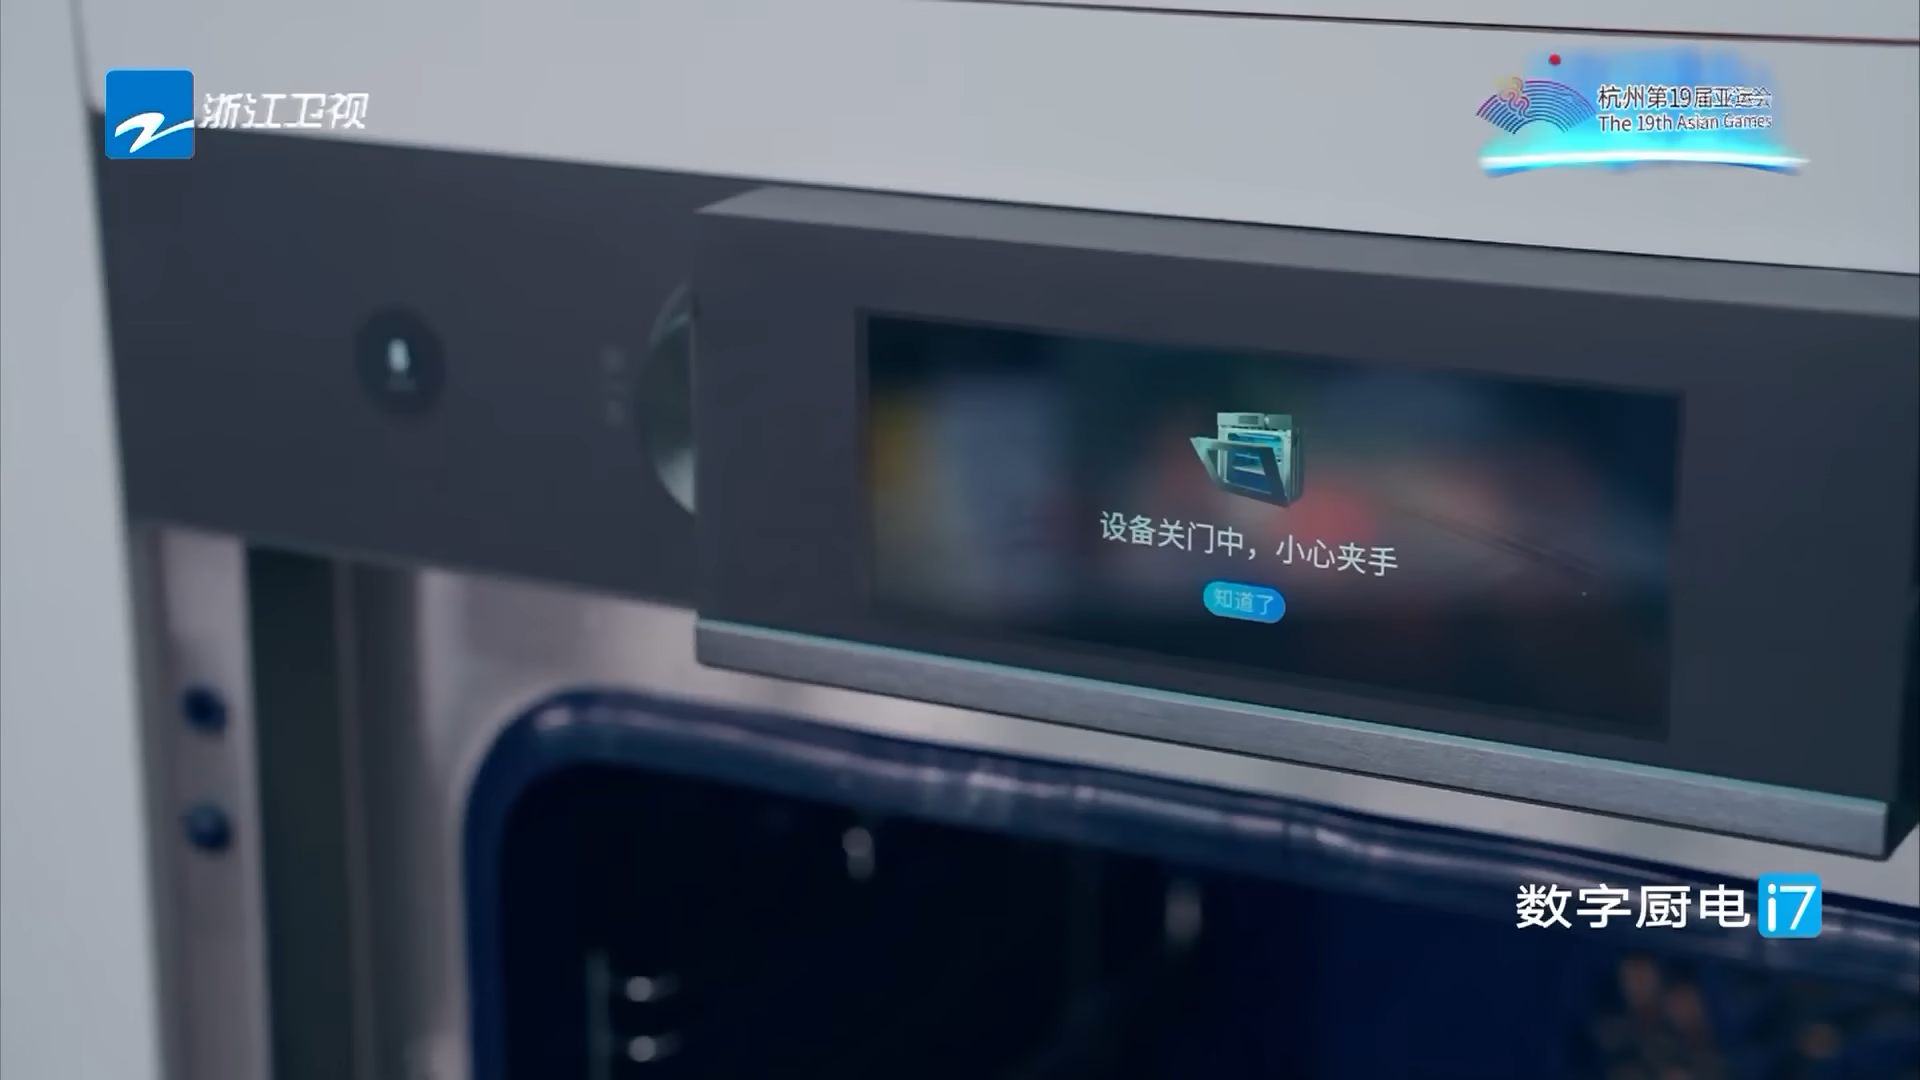 浙江卫视
杭州第19届亚运会
The 19th Asian Games
设备关门中，小心夹手
知道了
数字厨电i7